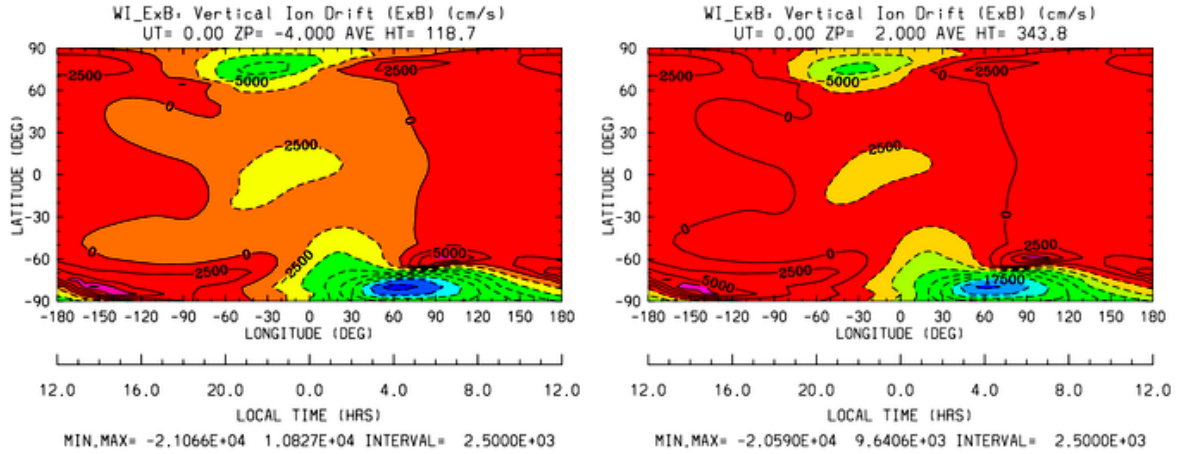 WI_ExB: Vertical Ion Drift (ExB) (cm/s)
UT= 0.00 ZP= -4.000 AVE HT= 118.7
90
60
30
0
-30
-60
-90
LATITUDE (DEG)
2500
5000
2500
0
0
2500
0
0
2500
2500
5000
-180 -150 -120 -90 -60 -30 0 30 60 90 120 150 180
LONGITUDE (DEG)
12.0 16.0 20.0 0.0 4.0 8.0 12.0
LOCAL TIME (HRS)
MIN,MAX= -2.1066E+04 1.0827E+04 INTERVAL= 2.5000E+03
WI_ExB: Vertical Ion Drift (ExB) (cm/s)
UT= 0.00 ZP= 2.000 AVE HT= 343.8
90
60
30
0
-30
-60
-90
LATITUDE (DEG)
5000
0
2500
0
2500
0
0
0
2500
2500
5000
7500
-180 -150 -120 -90 -60 -30 0 30 60 90 120 150 180
LONGITUDE (DEG)
12.0 16.0 20.0 0.0 4.0 8.0 12.0
LOCAL TIME (HRS)
MIN,MAX= -2.0590E+04 9.6406E+03 INTERVAL= 2.5000E+03